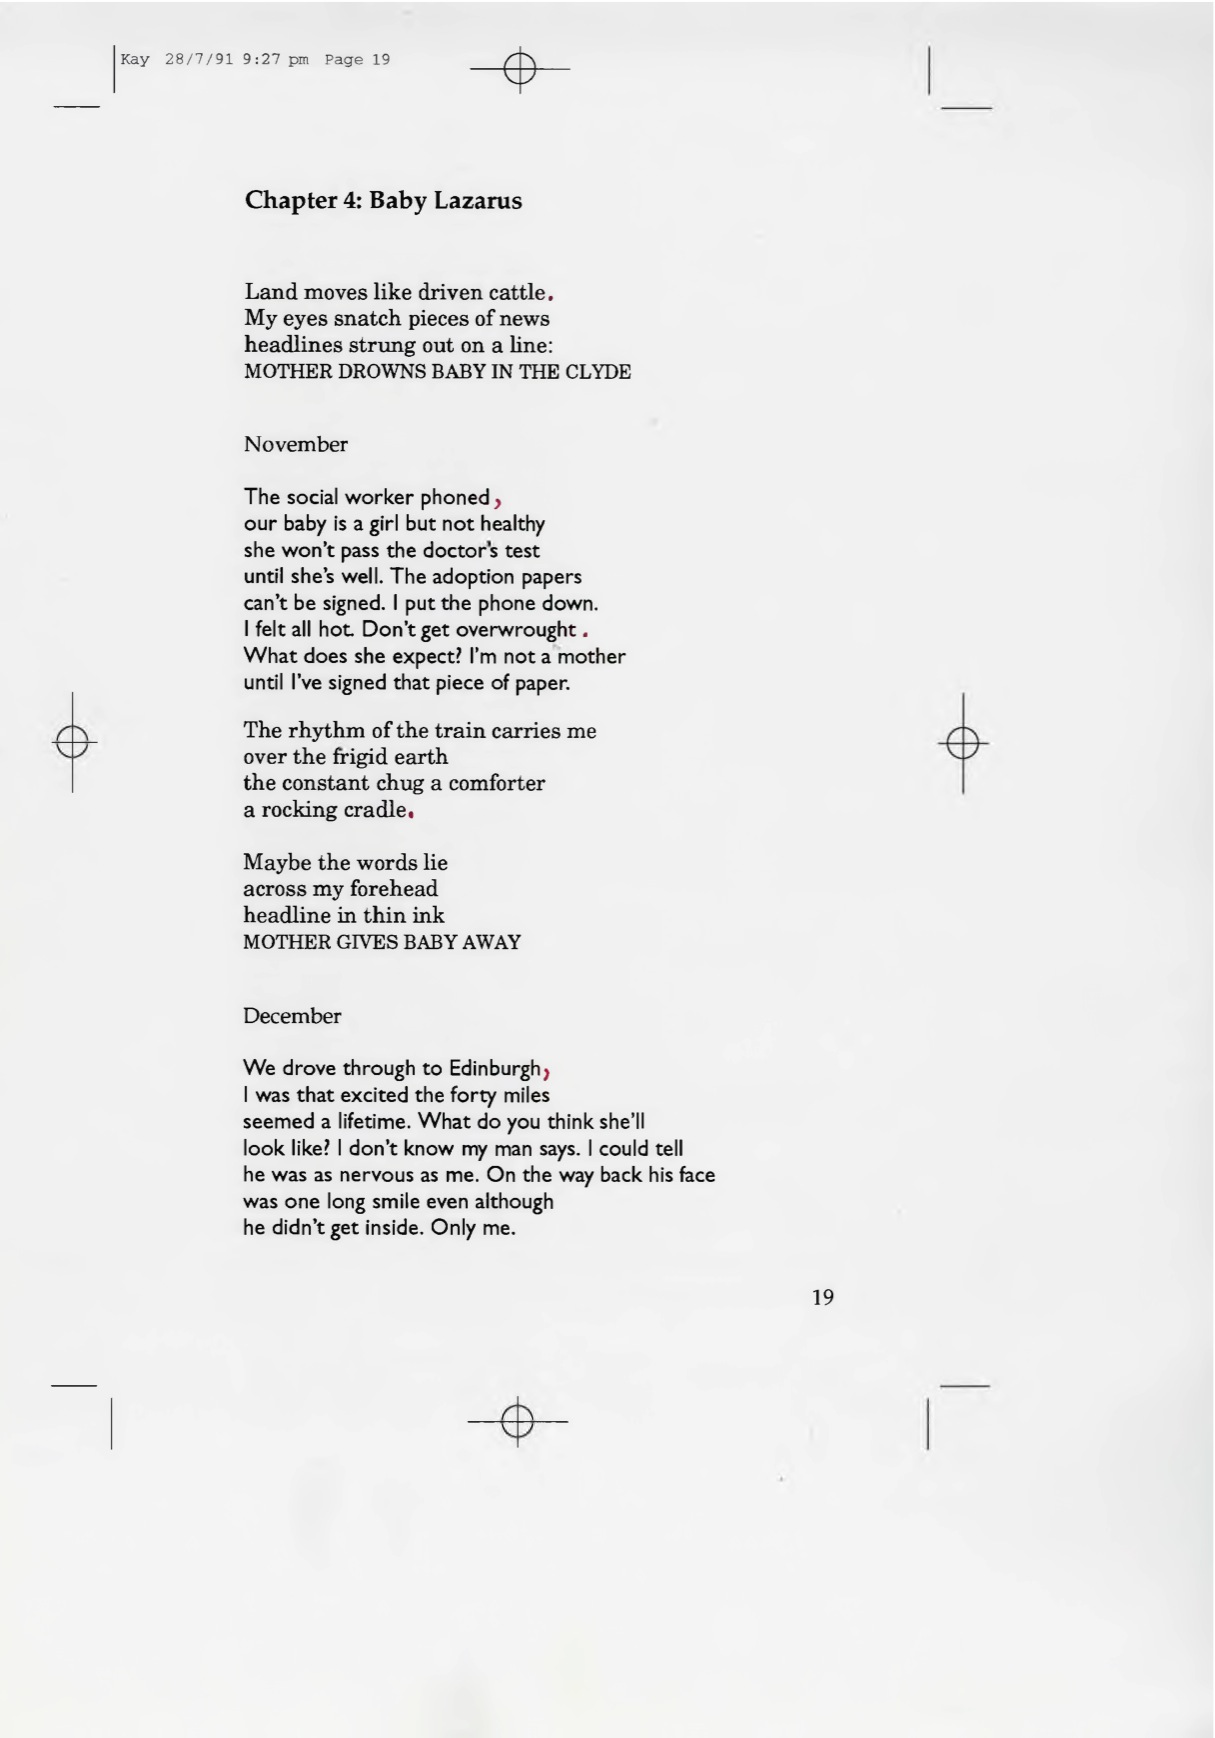 Kay 28/7/91 9:27 pm Page 19
Chapter 4: Baby Lazarus
Land moves like driven cattle.
My eyes snatch pieces of news
headlines strung out on a line:
MOTHER DROWNS BABY IN THE CLYDE
November
The social worker phoned,
our baby is a girl but not healthy
she won't pass the doctor's test
until she's well. The adoption papers
can't be signed. I put the phone down.
I felt all hot. Don't get overwrought.
What does she expect? I'm not a mother
until I've signed that piece of paper.
The rhythm of the train carries me
over the frigid earth
the constant chug a comforter
a rocking cradle.
Maybe the words lie
across my forehead
headline in thin ink
MOTHER GIVES BABY AWAY
December
We drove through to Edinburgh,
I was that excited the forty miles
seemed a lifetime. What do you think she'll
look like? I don't know my man says. I could tell
he was as nervous as me. On the way back his face
was one long smile even although
he didn't get inside. Only me.
19